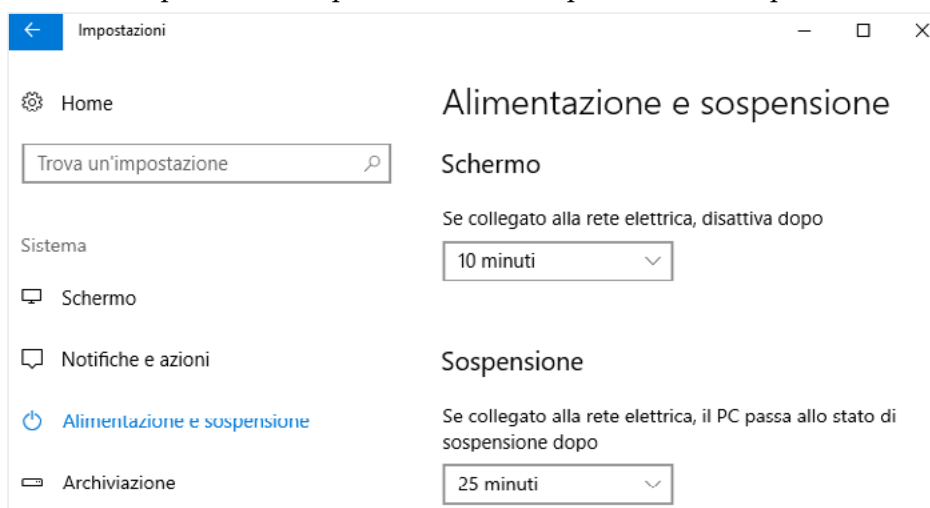 Impostazioni
Home
Trova un'impostazione
Sistema
Schermo
Notifiche e azioni
Alimentazione e sospensione
Archiviazione
Alimentazione e sospensione
Schermo
Se collegato alla rete elettrica, disattiva dopo
10 minuti
Sospensione
Se collegato alla rete elettrica, il PC passa allo stato di
sospensione dopo
25 minuti